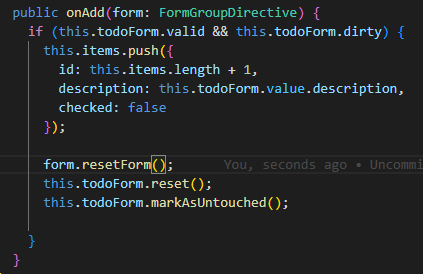 public onAdd(form: FormGroupDirective) {
if (this.todoForm.valid && this.todoForm.dirty) {
this.items.push({
id: this.items.length + 1,
description: this.todoForm.value.description,
checked: false
});
form.resetForm(); You, seconds ago • Uncommi
this.todoForm.reset();
this.todoForm.markAsUntouched();
}
}